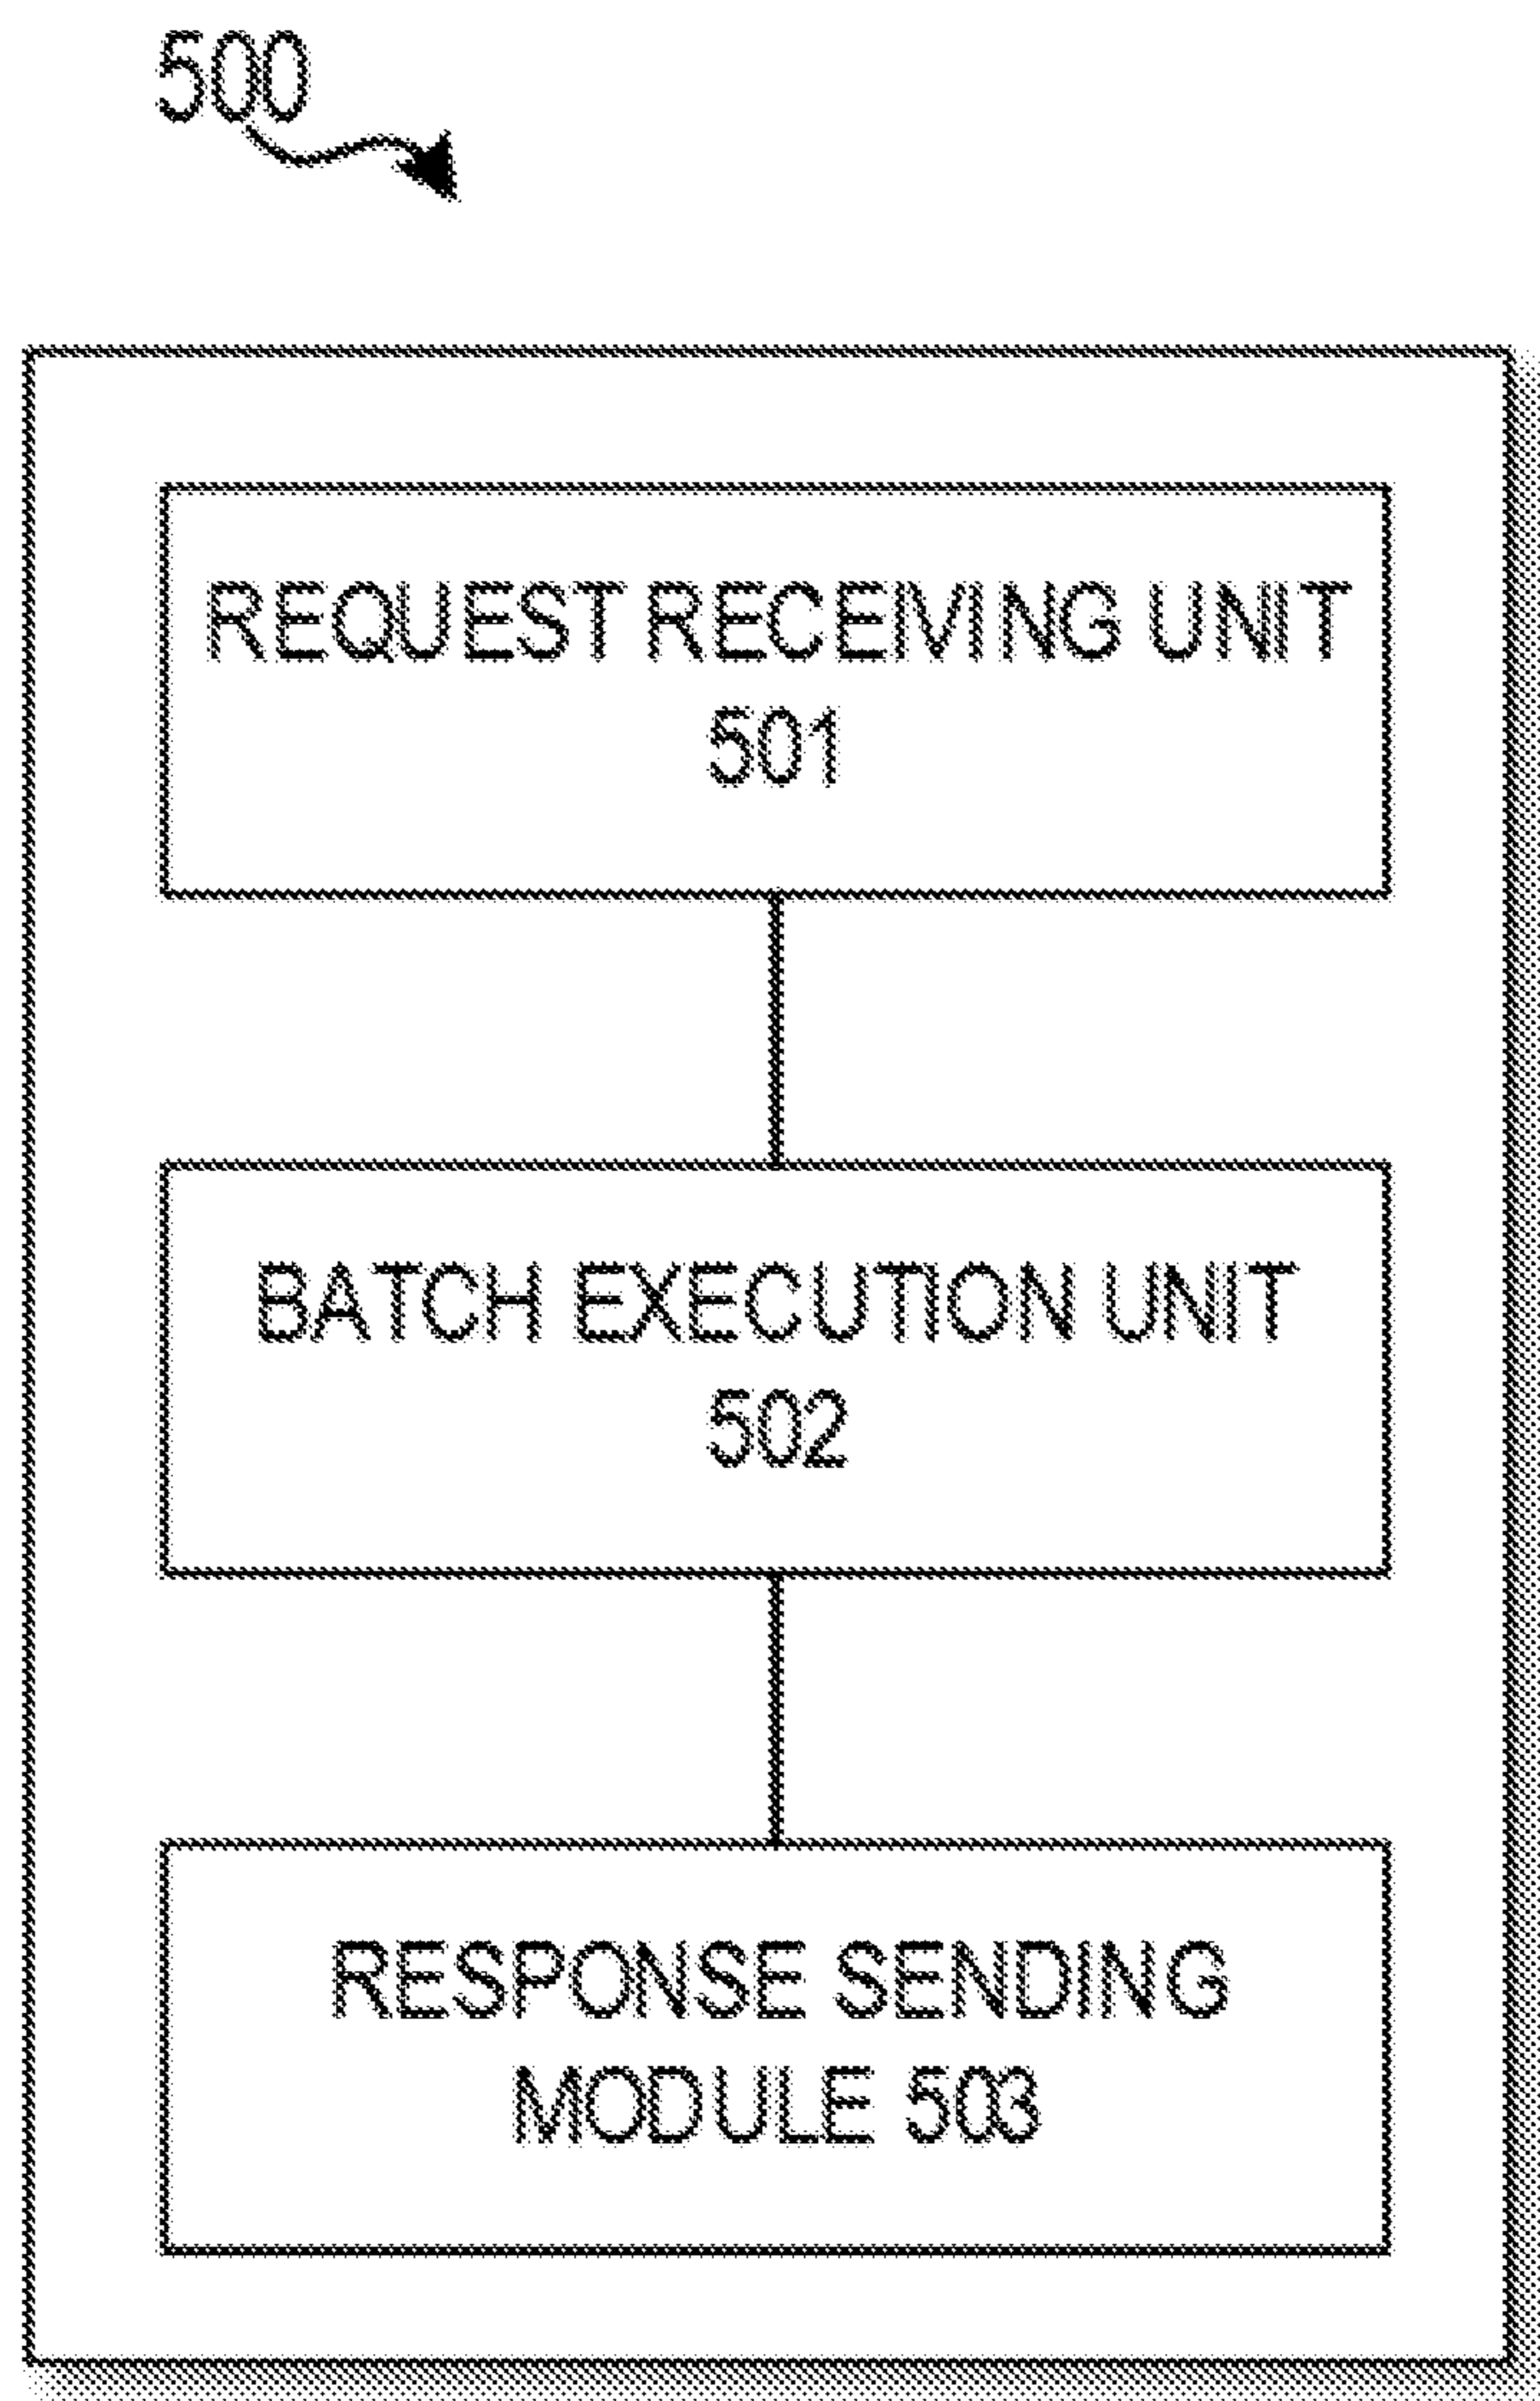 500
REQUEST RECEIVING UNIT
501
BATCH EXECUTION UNIT
502
RESPONSE SENDING
MODULE 503